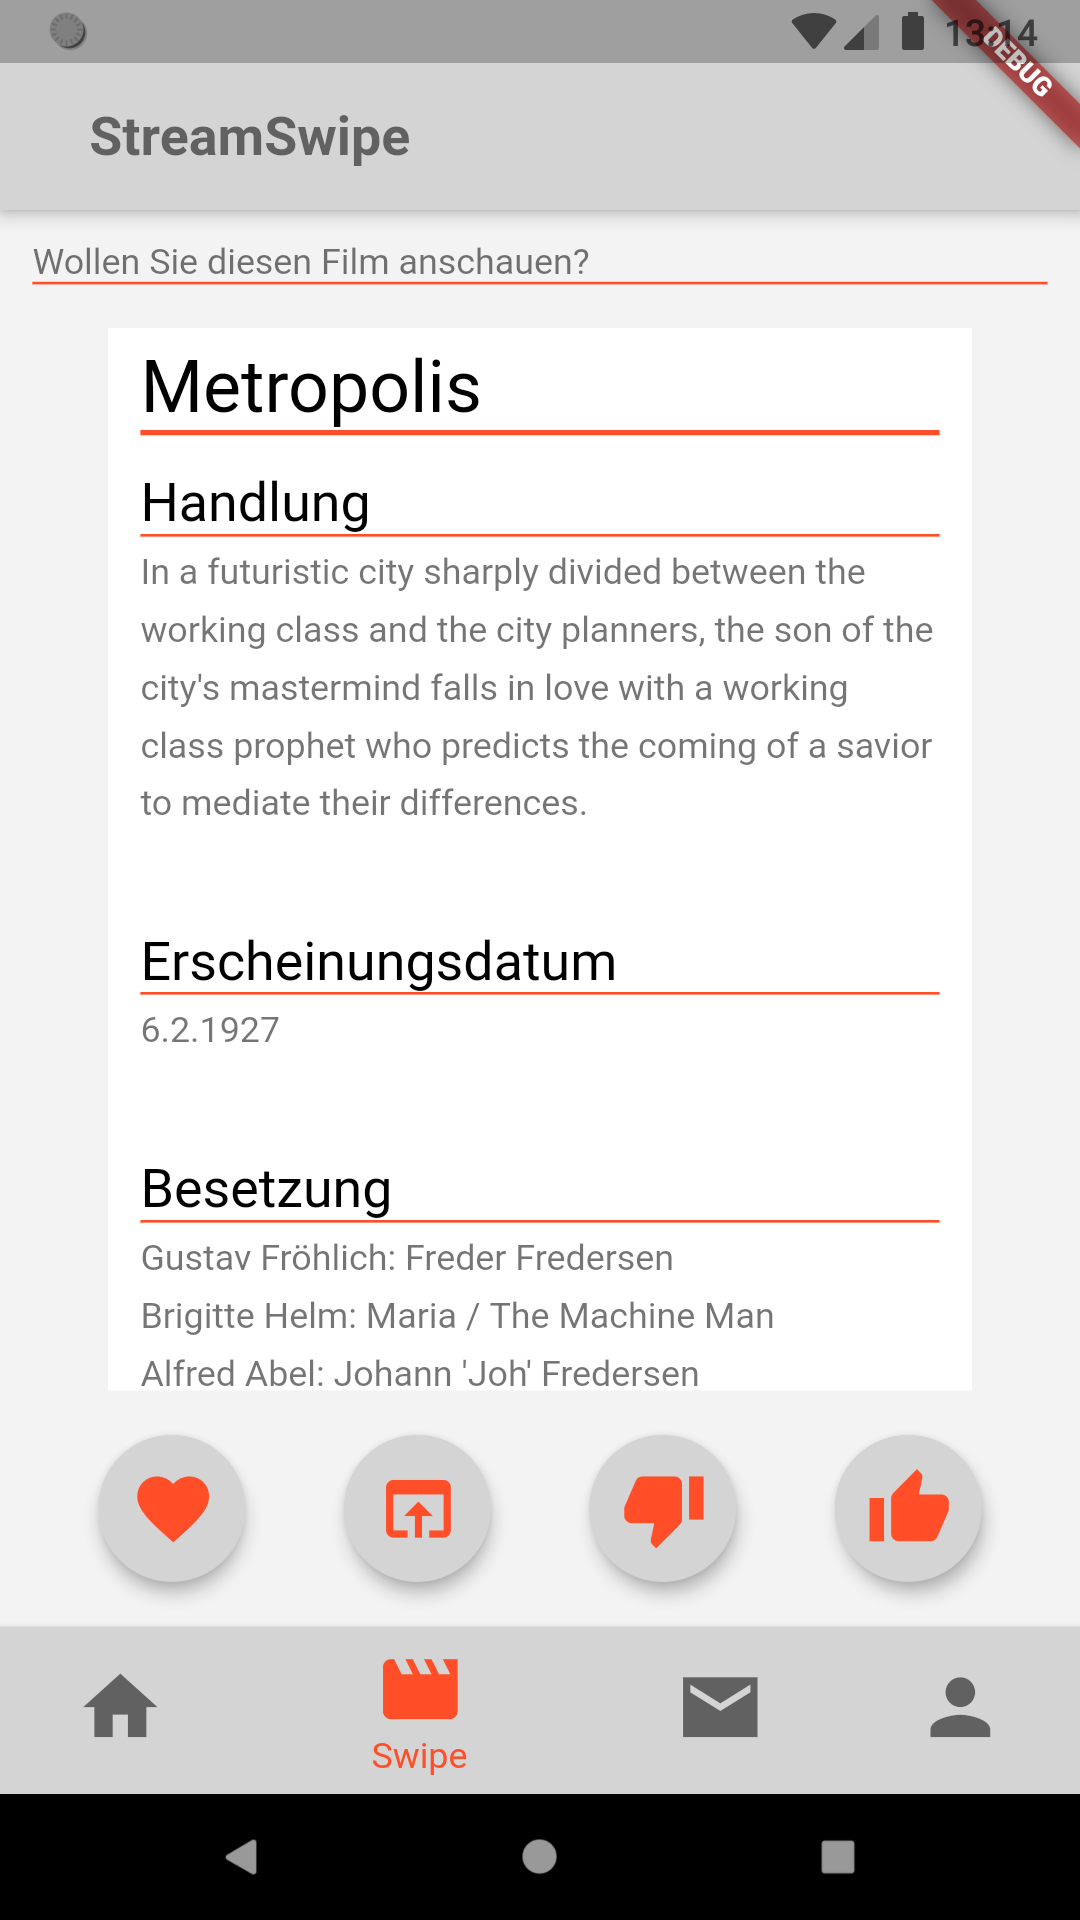 13:14
DEBUG
StreamSwipe
Wollen Sie diesen Film anschauen?
Metropolis
Handlung
In a futuristic city sharply divided between the
working class and the city planners, the son of the
city's mastermind falls in love with a working
class prophet who predicts the coming of a savior
to mediate their differences.
Erscheinungsdatum
6.2.1927
Besetzung
Gustav Fröhlich: Freder Fredersen
Brigitte Helm: Maria / The Machine Man
Alfred Abel: Johann 'Joh' Fredersen
Swipe